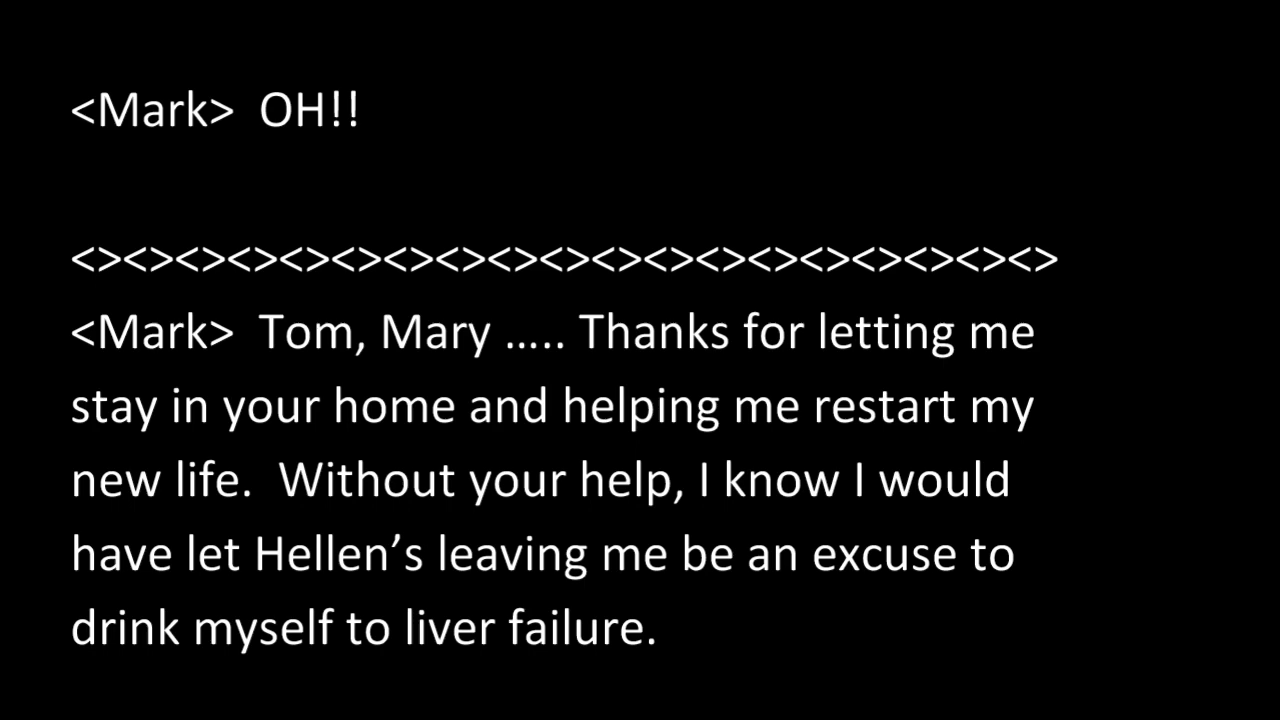 <Mark>  OH!!
<><><><><><><><><><><><><><><><><><><>
<Mark>  Tom, Mary ..... Thanks for letting me
stay in your home and helping me restart my
new life.  Without your help, I know I would
have let Hellen’s leaving me be an excuse to
drink myself to liver failure.